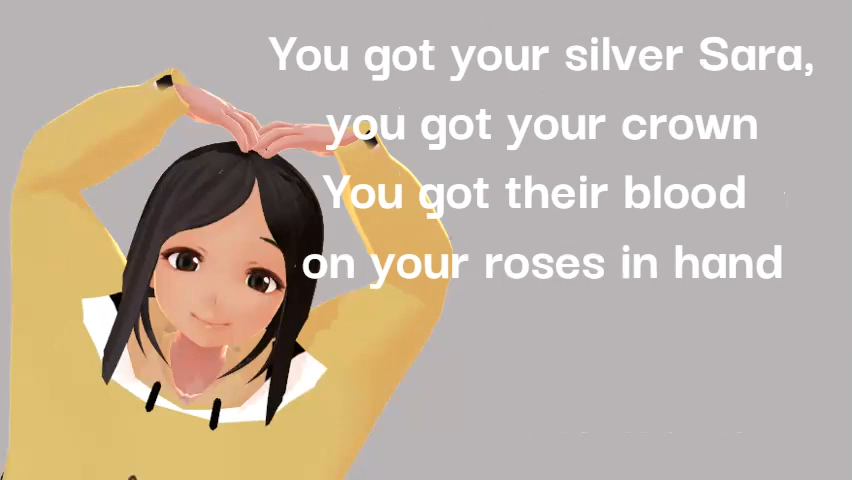 You got your silver Sara,
you got your crown
You got their blood
on your roses in hand